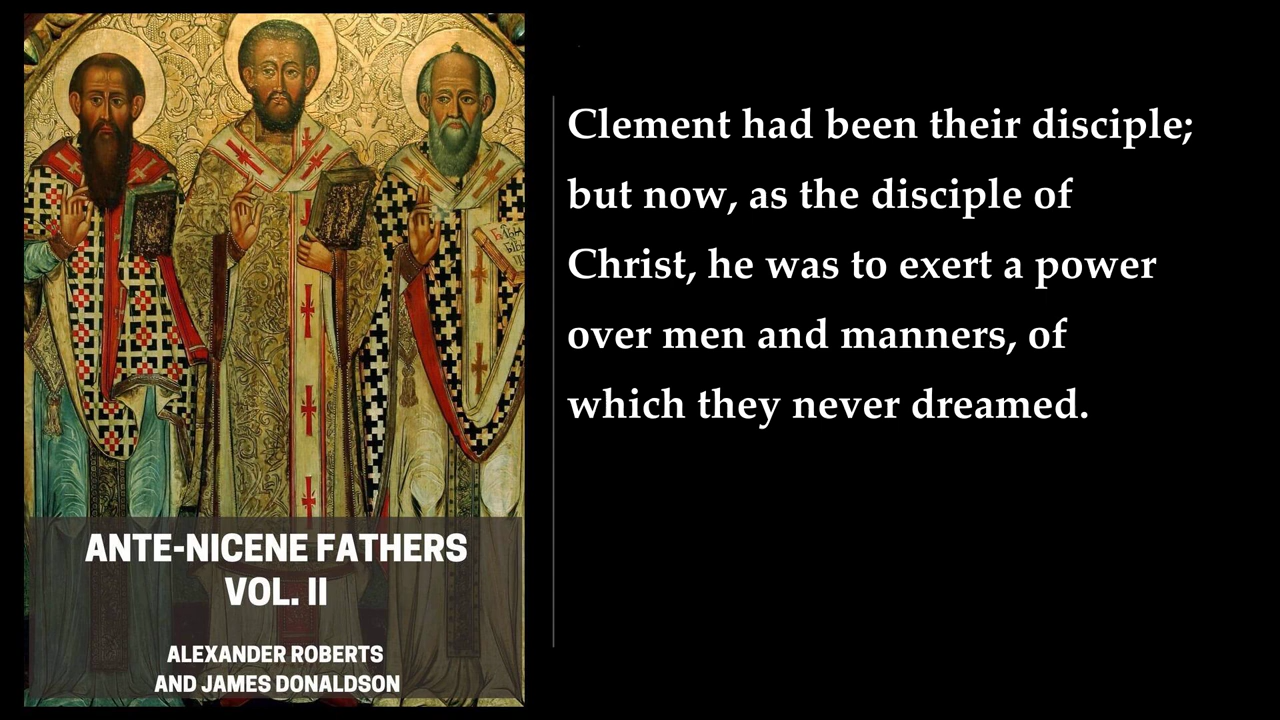 Clement had been their disciple;
but now, as the disciple of
Christ, he was to exert a power
over men and manners, of
which they never dreamed.
ANTE-NICENE FATHERS
VOL. II
ALEXANDER ROBERTS
AND JAMES DONALDSON